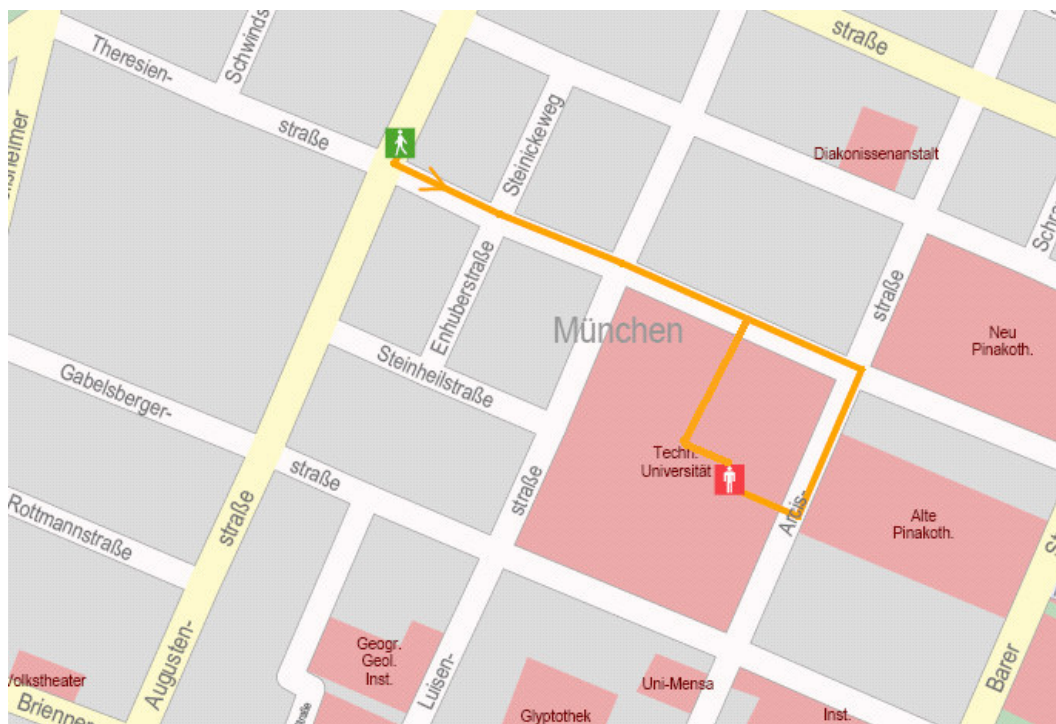 Schwinds
straße
Theresien-
straße
Steinickeweg
Diakonissenanstalt
straße
Enhuberstraße
München
Neu
Pinakoth.
Steinheilstraße
Gabelsberger-
straße
Techn.
Universität
straße
Arcis-
Alte
Pinakoth.
Rottmannstraße
straße
Augusten-
Geogr.
Geol.
Inst.
Luisen-
Uni-Mensa
Barer
Volkstheater
Brienner
Glyptothek
Inst.